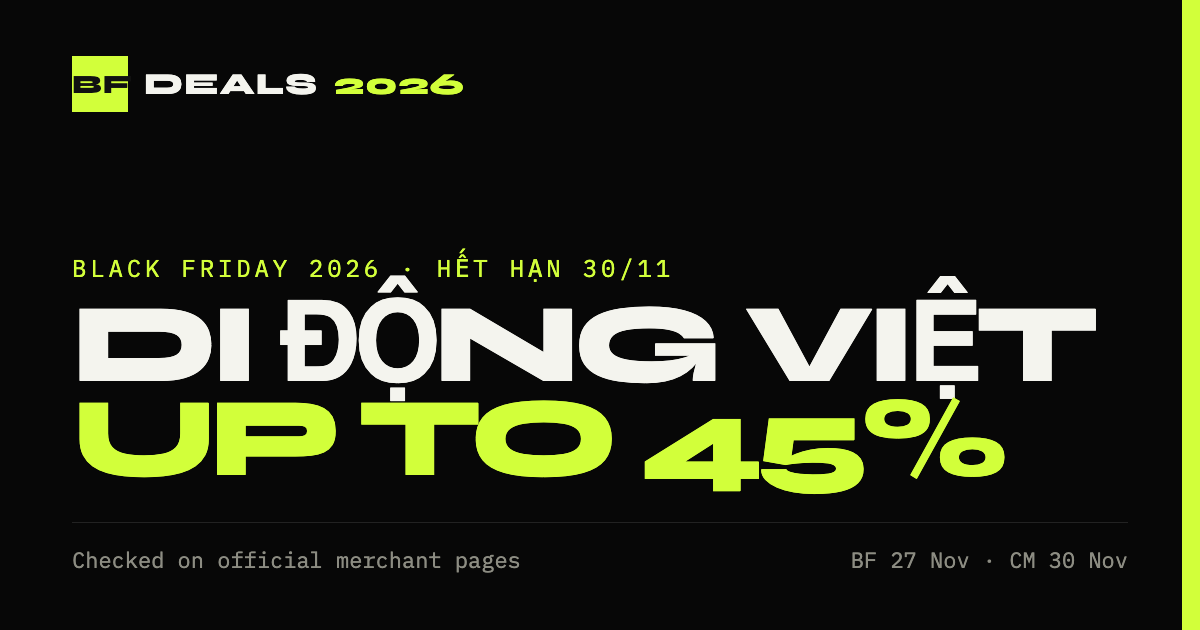 BF DEALS 2026
BLACK FRIDAY 2026 · HẾT HẠN 30/11
DI ĐỘNG VIỆT
UP TO 45%
Checked on official merchant pages
BF 27 Nov · CM 30 Nov